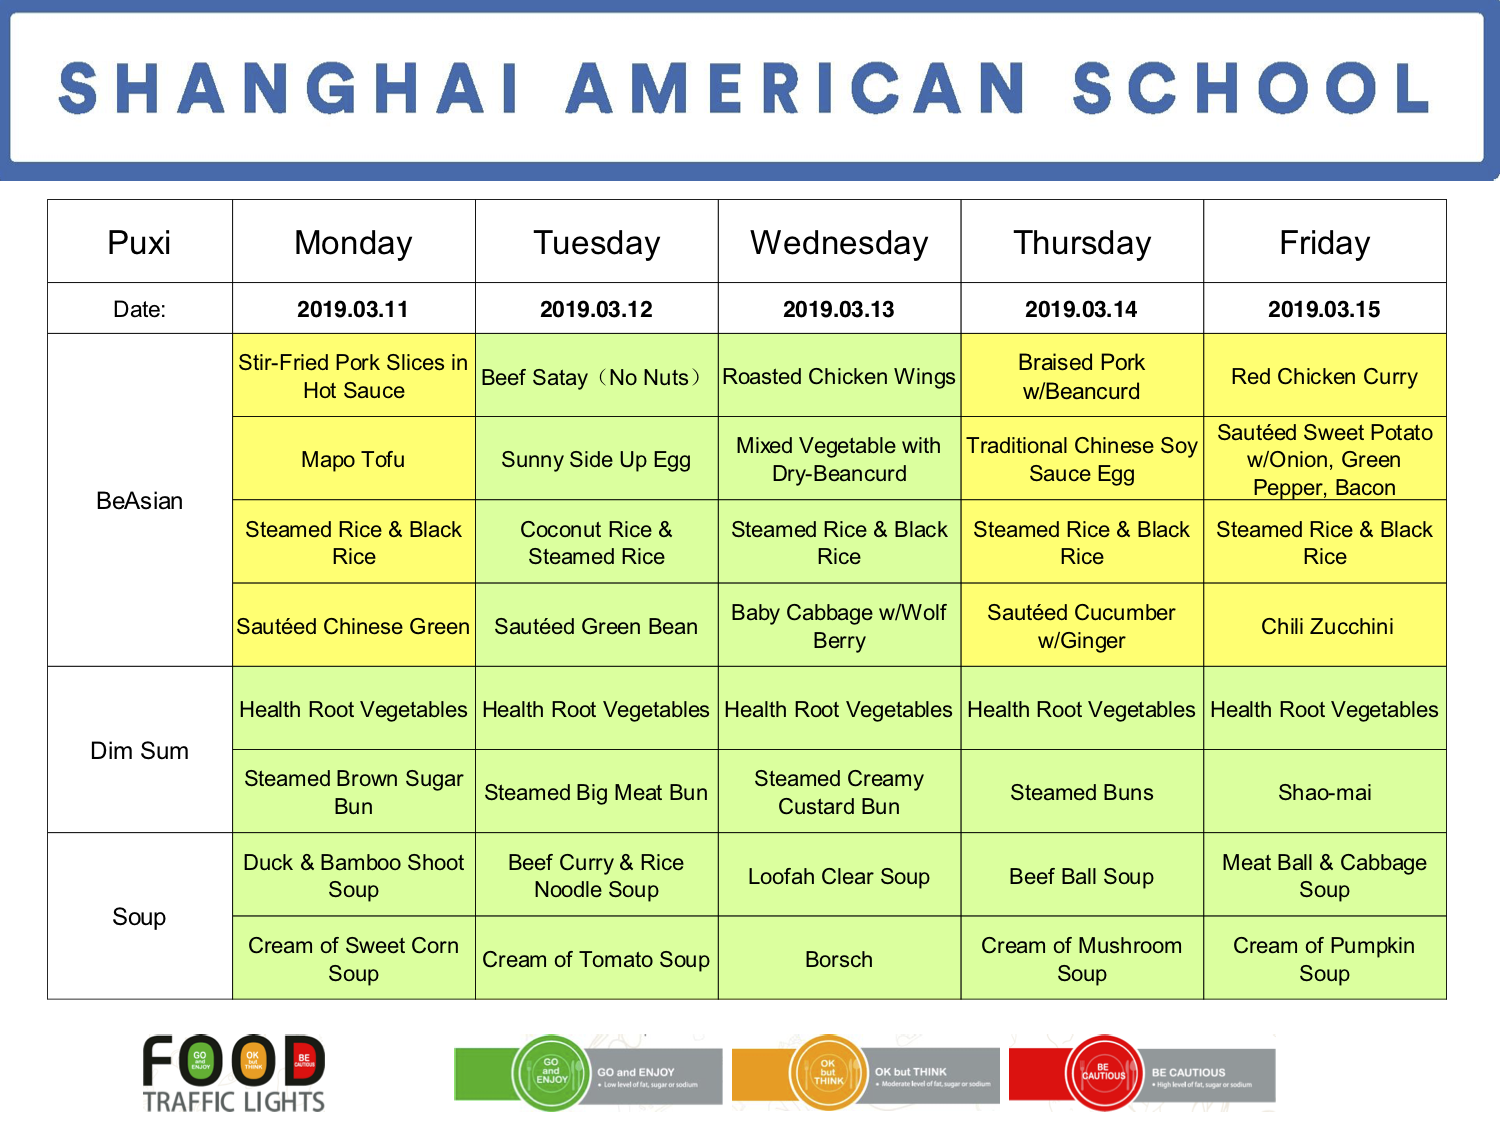 SHANGHAI AMERICAN SCHOOL
Puxi Monday Tuesday Wednesday Thursday Friday
Date: 2019.03.11 2019.03.12 2019.03.13 2019.03.14 2019.03.15
BeAsian
Stir-Fried Pork Slices in
Hot Sauce
Beef Satay（No Nuts）
Roasted Chicken Wings
Braised Pork
w/Beancurd
Red Chicken Curry
Mapo Tofu
Sunny Side Up Egg
Mixed Vegetable with
Dry-Beancurd
Traditional Chinese Soy
Sauce Egg
Sautéed Sweet Potato
w/Onion, Green
Pepper, Bacon
Steamed Rice & Black
Rice
Coconut Rice &
Steamed Rice
Steamed Rice & Black
Rice
Steamed Rice & Black
Rice
Steamed Rice & Black
Rice
Sautéed Chinese Green
Sautéed Green Bean
Baby Cabbage w/Wolf
Berry
Sautéed Cucumber
w/Ginger
Chili Zucchini
Dim Sum
Health Root Vegetables
Health Root Vegetables
Health Root Vegetables
Health Root Vegetables
Health Root Vegetables
Steamed Brown Sugar
Bun
Steamed Big Meat Bun
Steamed Creamy
Custard Bun
Steamed Buns
Shao-mai
Soup
Duck & Bamboo Shoot
Soup
Beef Curry & Rice
Noodle Soup
Loofah Clear Soup
Beef Ball Soup
Meat Ball & Cabbage
Soup
Cream of Sweet Corn
Soup
Cream of Tomato Soup
Borsch
Cream of Mushroom
Soup
Cream of Pumpkin
Soup
FOOD
GO
and
ENJOY
OK
but
THINK
BE
CAUTIOUS
TRAFFIC LIGHTS
GO
and
ENJOY
GO and ENJOY
• Low level of fat, sugar or sodium
OK
but
THINK
OK but THINK
• Moderate level of fat, sugar or sodium
BE
CAUTIOUS
BE CAUTIOUS
• High level of fat, sugar or sodium